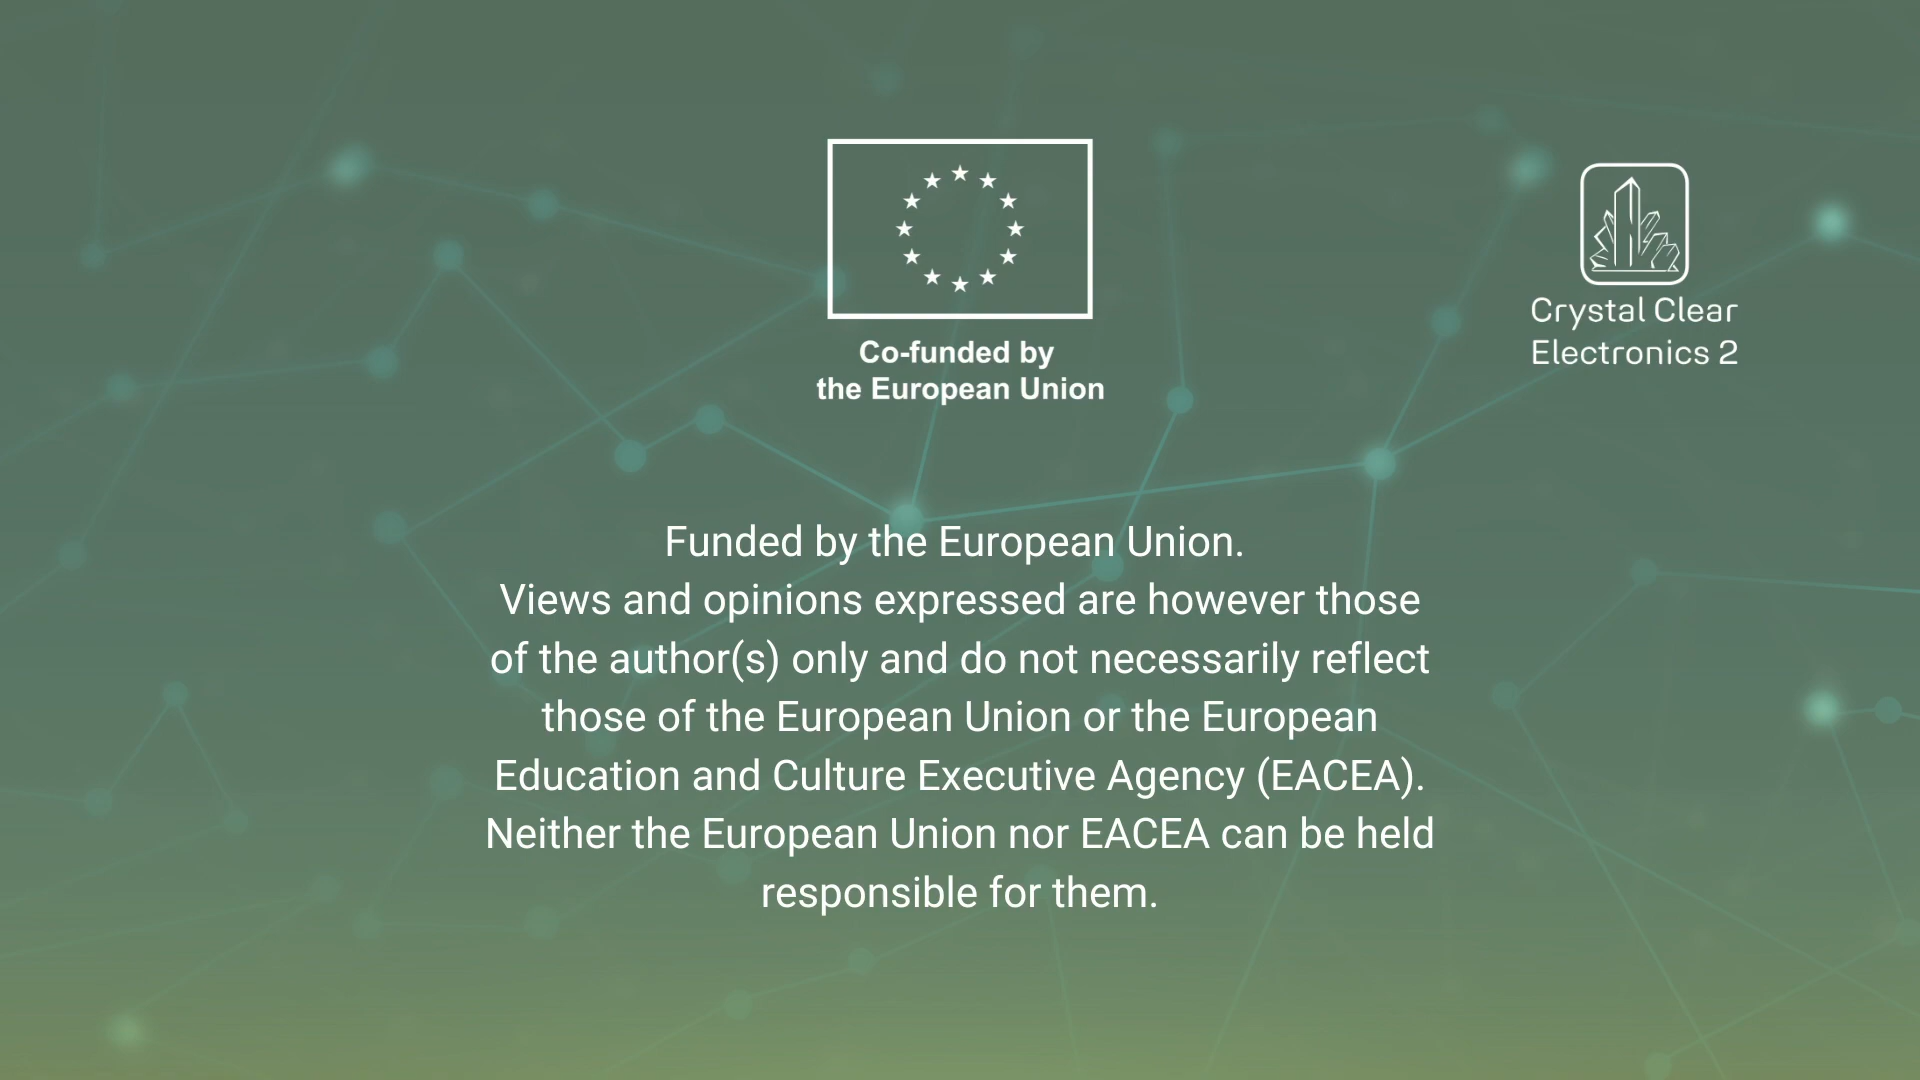 Co-funded by
the European Union
Crystal Clear
Electronics 2
Funded by the European Union.
Views and opinions expressed are however those
of the author(s) only and do not necessarily reflect
those of the European Union or the European
Education and Culture Executive Agency (EACEA).
Neither the European Union nor EACEA can be held
responsible for them.